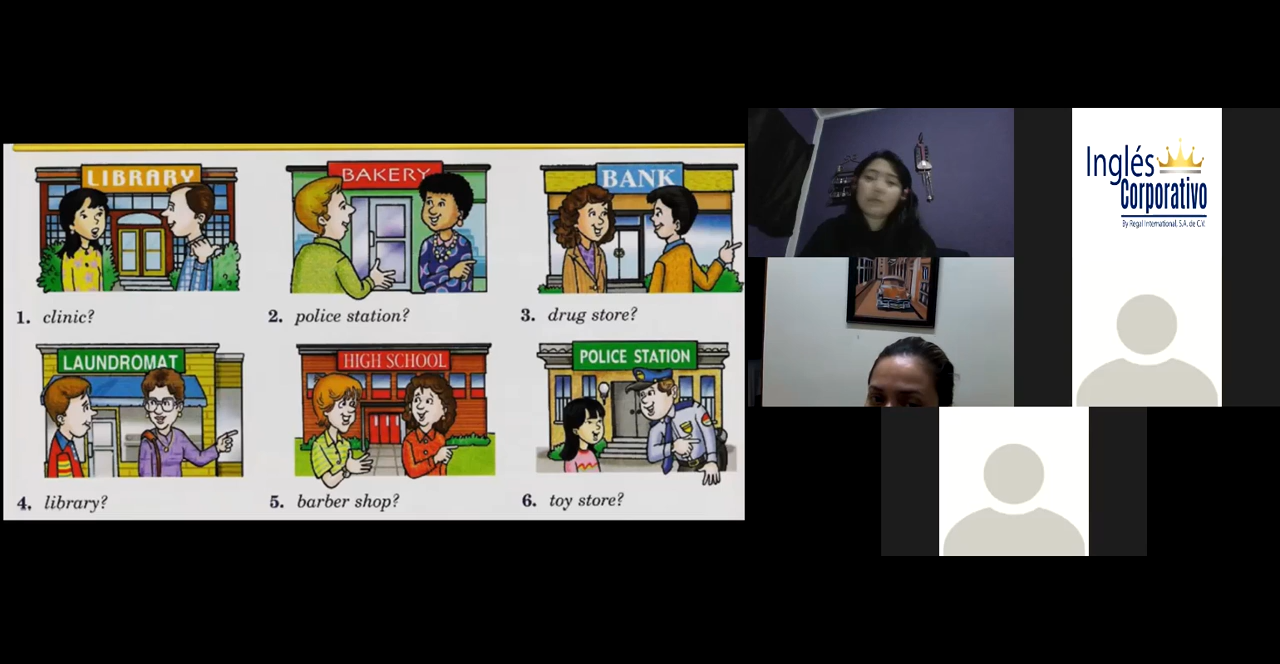 LIBRARY
BAKERY
BANK
1. clinic?
2. police station?
3. drug store?
LAUNDROMAT
HIGH SCHOOL
POLICE STATION
4. library?
5. barber shop?
6. toy store?
Inglés
Corporativo
By Regal International, S.A. de C.V.